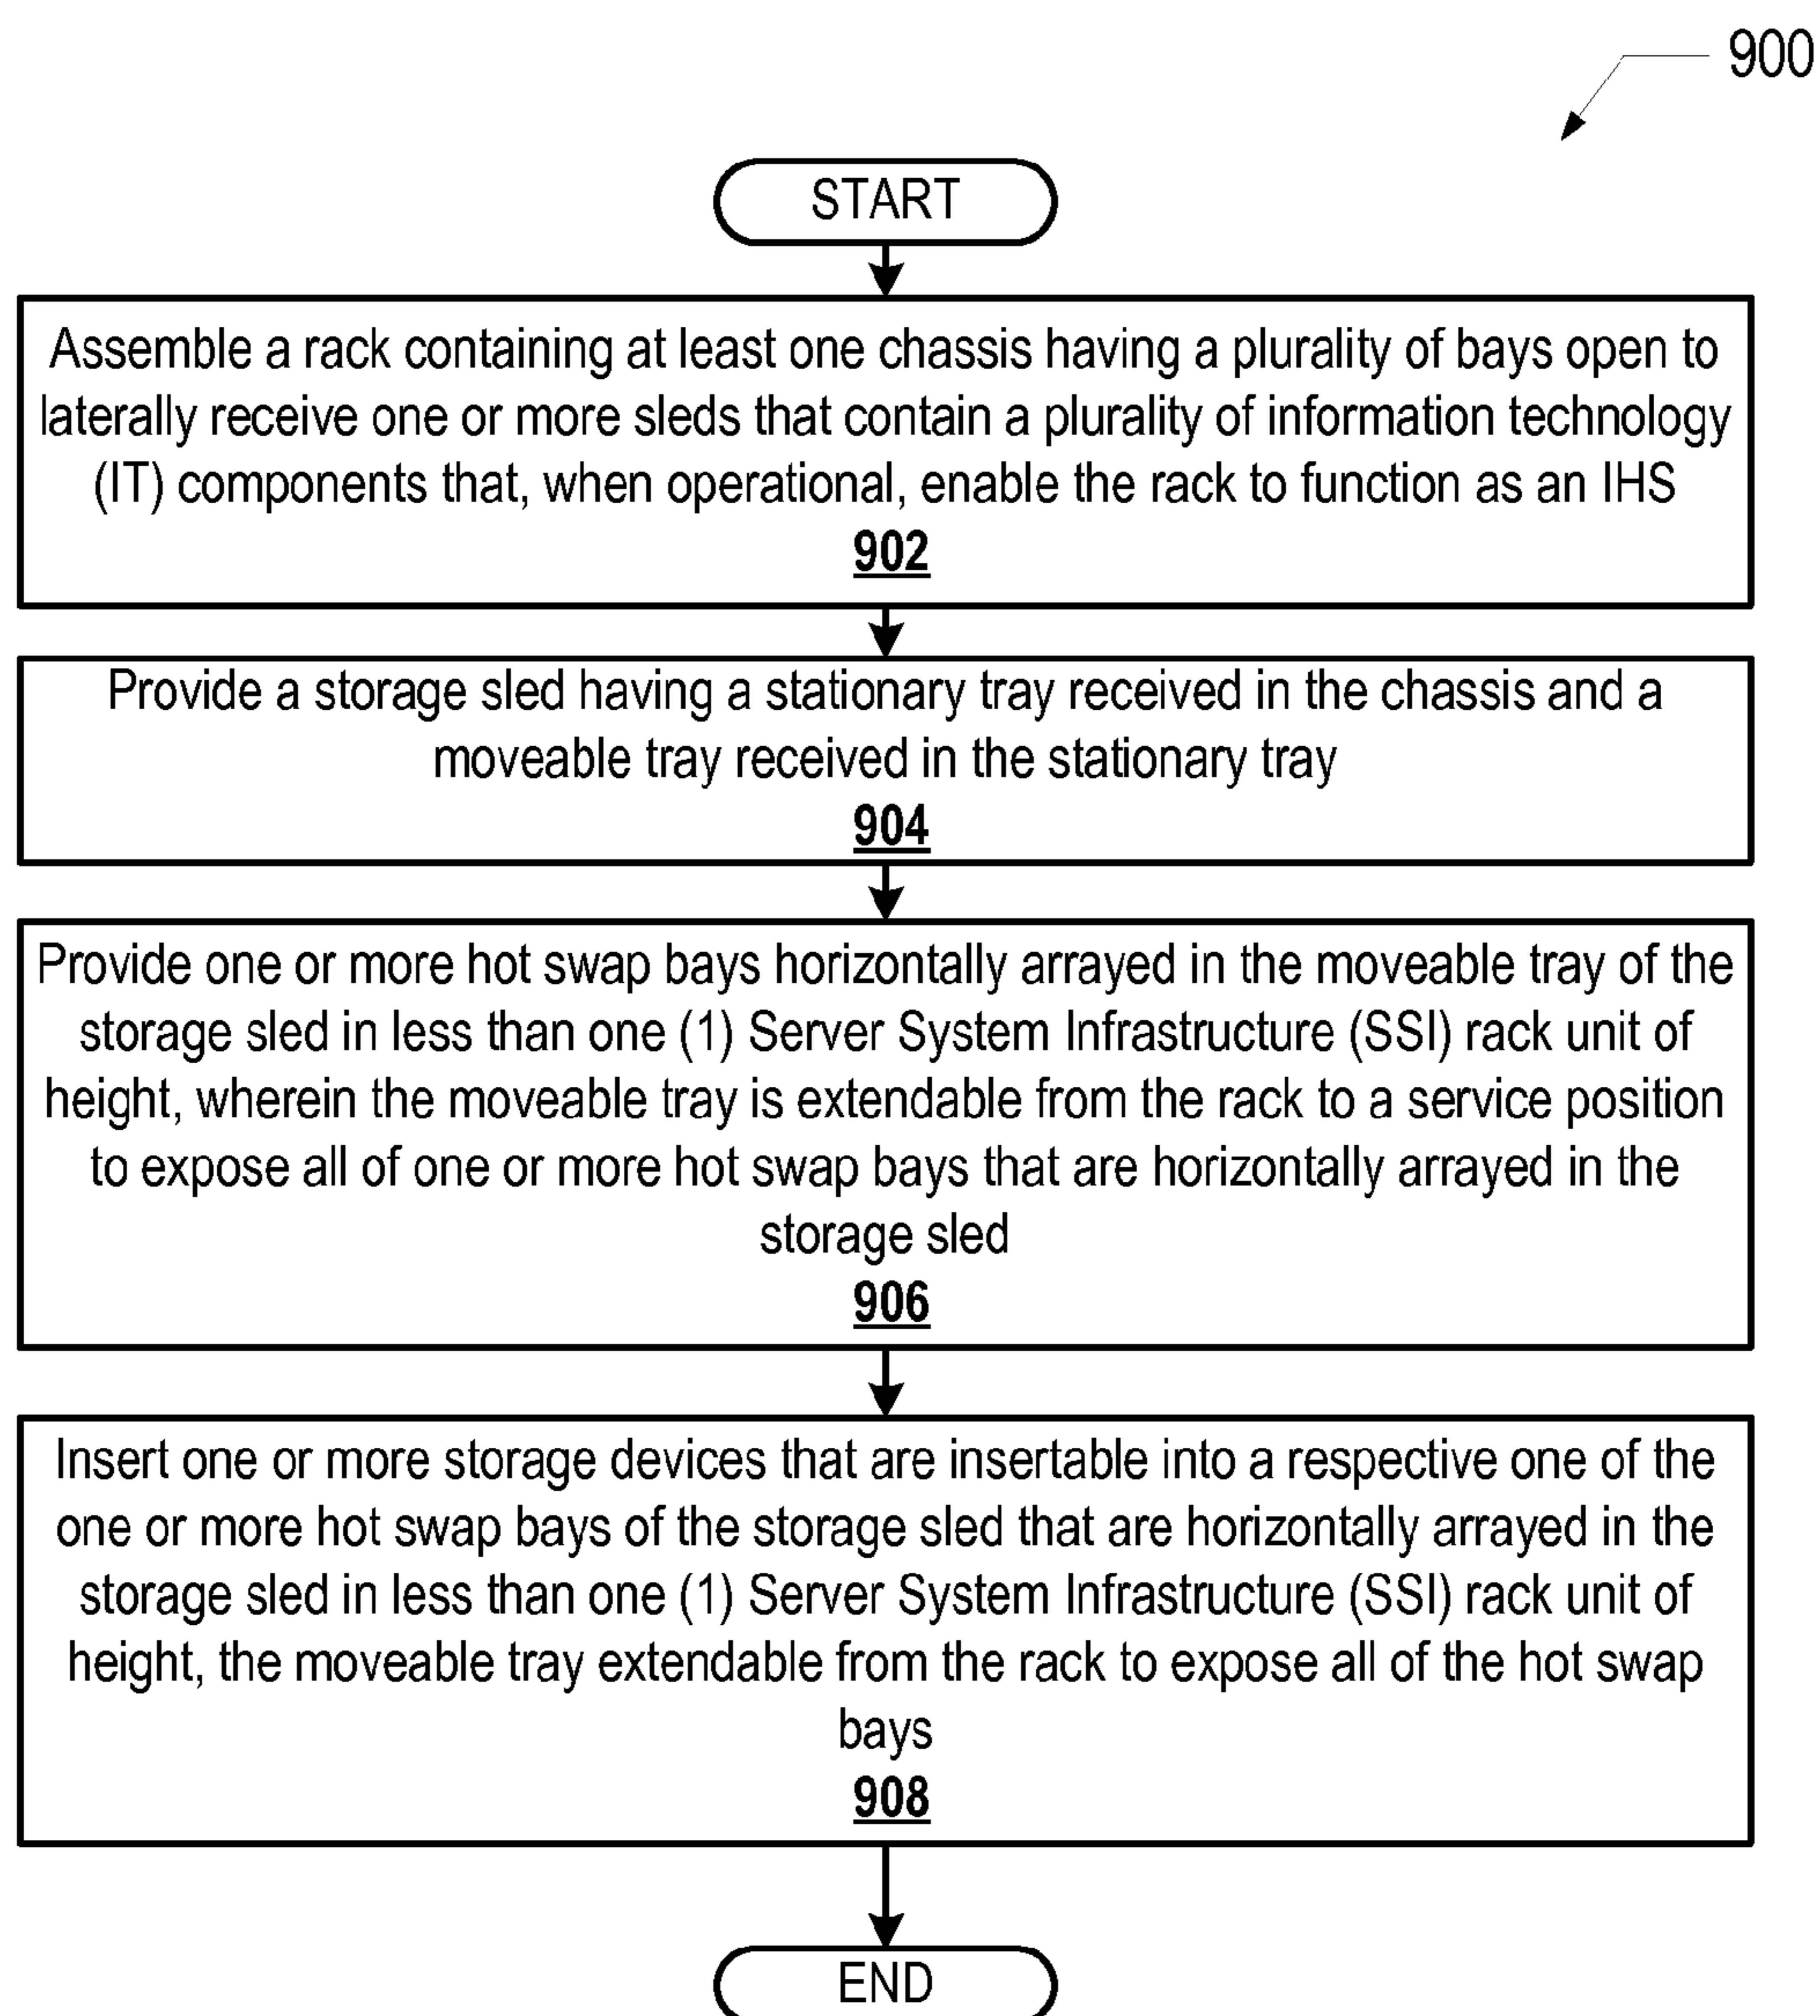 900
START
Assemble a rack containing at least one chassis having a plurality of bays open to
laterally receive one or more sleds that contain a plurality of information technology
(IT) components that, when operational, enable the rack to function as an IHS
902
Provide a storage sled having a stationary tray received in the chassis and a
moveable tray received in the stationary tray
904
Provide one or more hot swap bays horizontally arrayed in the moveable tray of the
storage sled in less than one (1) Server System Infrastructure (SSI) rack unit of
height, wherein the moveable tray is extendable from the rack to a service position
to expose all of one or more hot swap bays that are horizontally arrayed in the
storage sled
906
Insert one or more storage devices that are insertable into a respective one of the
one or more hot swap bays of the storage sled that are horizontally arrayed in the
storage sled in less than one (1) Server System Infrastructure (SSI) rack unit of
height, the moveable tray extendable from the rack to expose all of the hot swap
bays
908
END